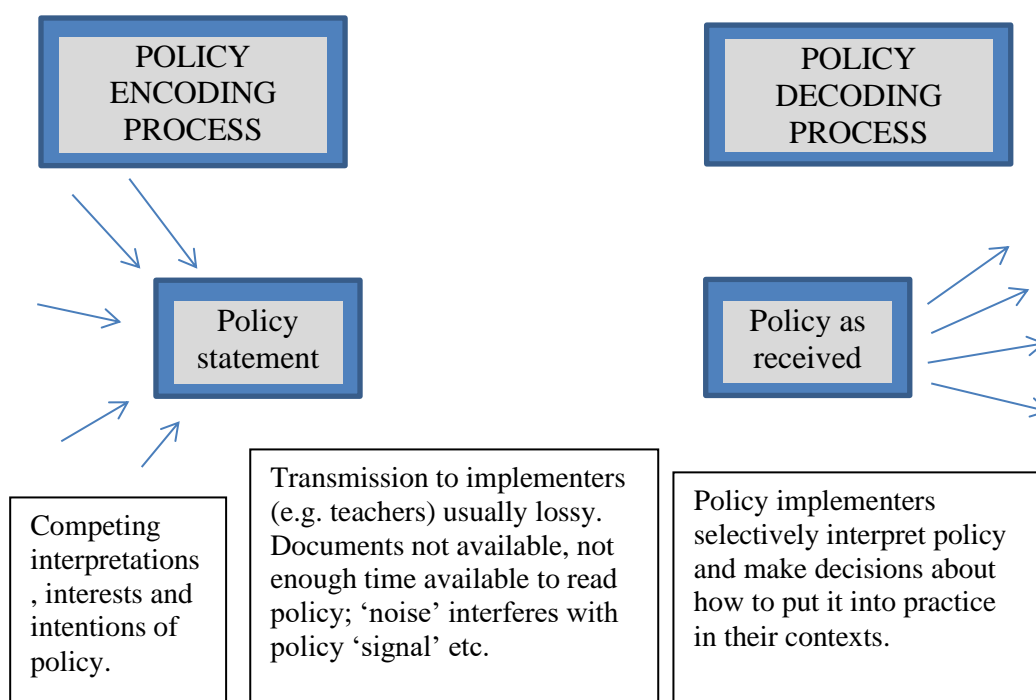 POLICY
ENCODING
PROCESS
POLICY
DECODING
PROCESS
Policy
statement
Policy as
received
Competing
interpretations
, interests and
intentions of
policy.
Transmission to implementers
(e.g. teachers) usually lossy.
Documents not available, not
enough time available to read
policy; ‘noise’ interferes with
policy ‘signal’ etc.
Policy implementers
selectively interpret policy
and make decisions about
how to put it into practice
in their contexts.